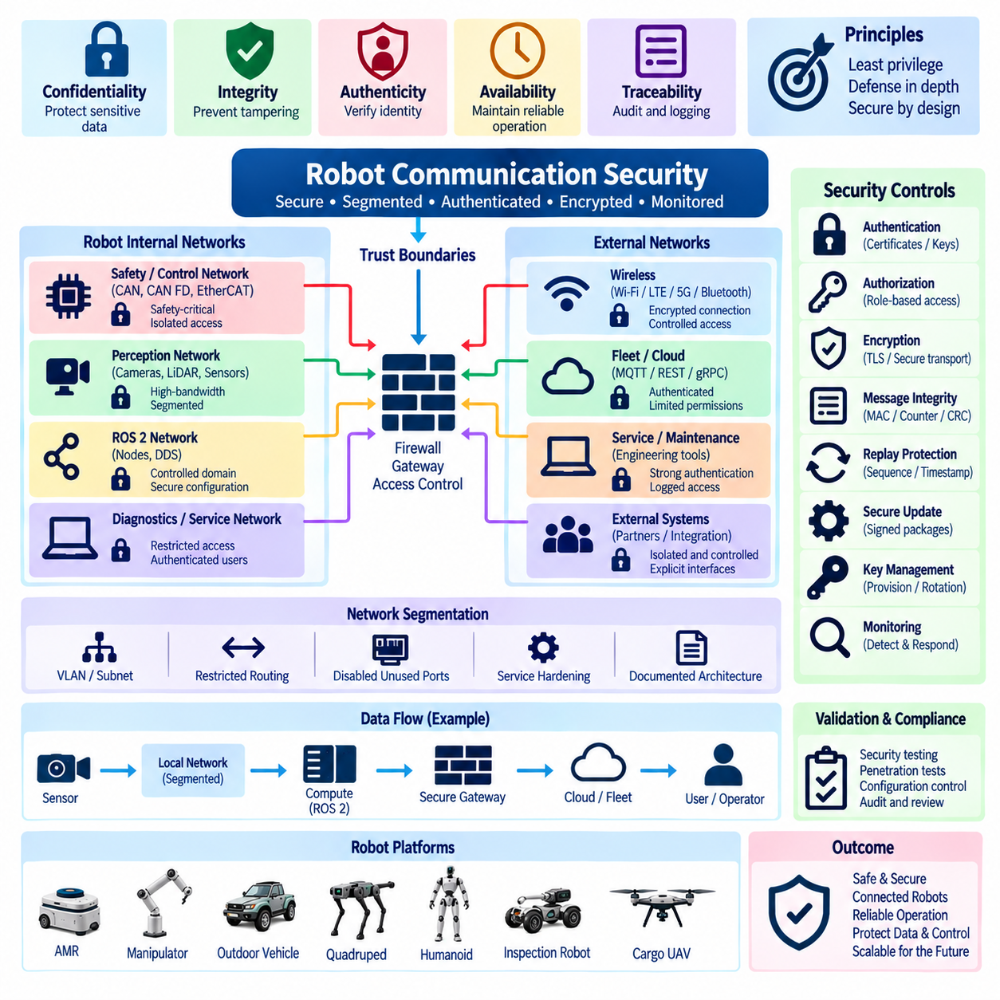 Confidentiality
Protect sensitive
data
Integrity
Prevent tampering
Authenticity
Verify identity
Availability
Maintain reliable
operation
Traceability
Audit and logging
Principles
Least privilege
Defense in depth
Secure by design
Robot Communication Security
Secure • Segmented • Authenticated • Encrypted • Monitored
Robot Internal Networks
Safety / Control Network
(CAN, CAN FD, EtherCAT)
Safety-critical
Isolated access
Perception Network
(Cameras, LiDAR, Sensors)
High-bandwidth
Segmented
ROS 2 Network
(Nodes, DDS)
Controlled domain
Secure configuration
Diagnostics / Service Network
Restricted access
Authenticated users
Trust Boundaries
Firewall
Gateway
Access Control
External Networks
Wireless
(Wi-Fi / LTE / 5G / Bluetooth)
Encrypted connection
Controlled access
Fleet / Cloud
(MQTT / REST / gRPC)
Authenticated
Limited permissions
Service / Maintenance
(Engineering tools)
Strong authentication
Logged access
External Systems
(Partners / Integration)
Isolated and controlled
Explicit interfaces
Security Controls
Authentication
(Certificates / Keys)
Authorization
(Role-based access)
Encryption
(TLS / Secure transport)
Message Integrity
(MAC / Counter / CRC)
Replay Protection
(Sequence / Timestamp)
Secure Update
(Signed packages)
Key Management
(Provision / Rotation)
Monitoring
(Detect & Respond)
Network Segmentation
VLAN / Subnet
Restricted Routing
Disabled Unused Ports
Service Hardening
Documented Architecture
Data Flow (Example)
Sensor
Local Network
(Segmented)
Compute
(ROS 2)
Secure Gateway
Cloud / Fleet
User / Operator
Validation & Compliance
Security testing
Penetration tests
Configuration control
Audit and review
Robot Platforms
AMR
Manipulator
Outdoor Vehicle
Quadruped
Humanoid
Inspection Robot
Cargo UAV
Outcome
Safe & Secure
Connected Robots
Reliable Operation
Protect Data & Control
Scalable for the Future